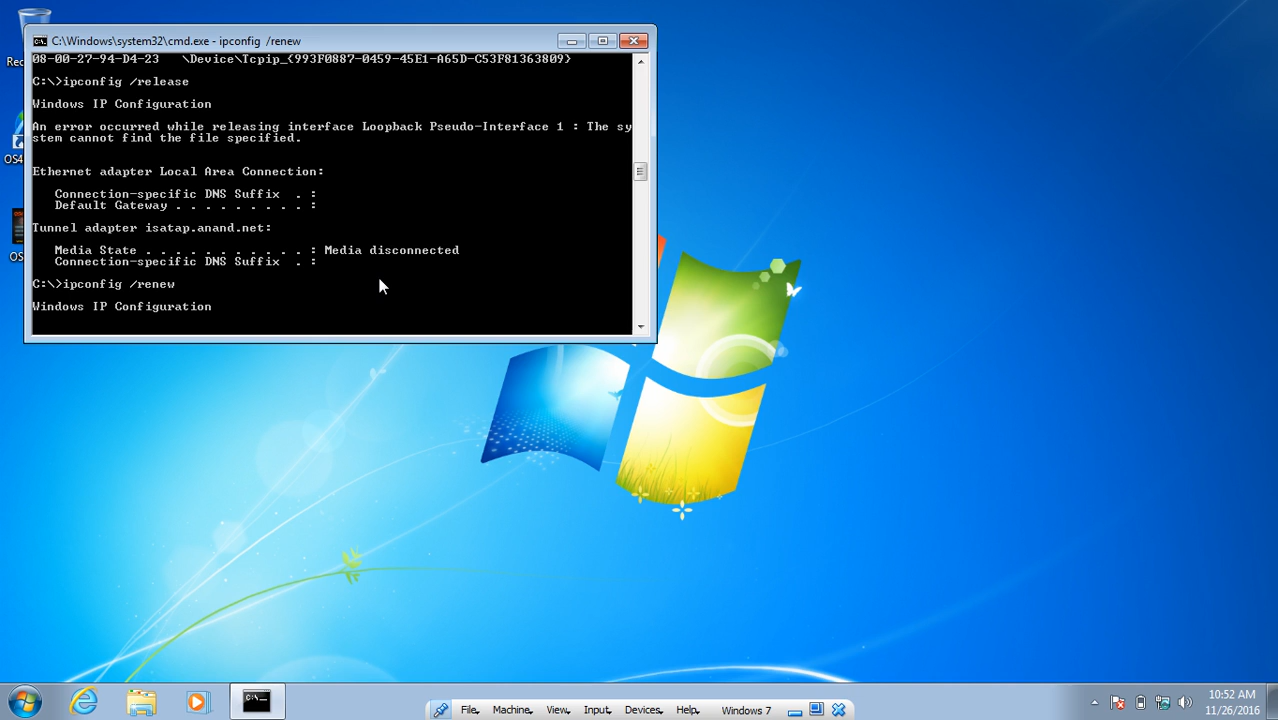 Rec
OS4
OS
C:\Windows\system32\cmd.exe - ipconfig /renew
08-00-27-94-D4-23   \Device\Tcpip_{993F0887-0459-45E1-A65D-C53F81363809}
C:\>ipconfig /release
Windows IP Configuration
An error occurred while releasing interface Loopback Pseudo-Interface 1 : The sy
stem cannot find the file specified.
Ethernet adapter Local Area Connection:
   Connection-specific DNS Suffix  . :
   Default Gateway . . . . . . . . . :
Tunnel adapter isatap.anand.net:
   Media State . . . . . . . . . . . : Media disconnected
   Connection-specific DNS Suffix  . :
C:\>ipconfig /renew
Windows IP Configuration
C:\_
File Machine View Input Devices Help Windows 7
10:52 AM
11/26/2016